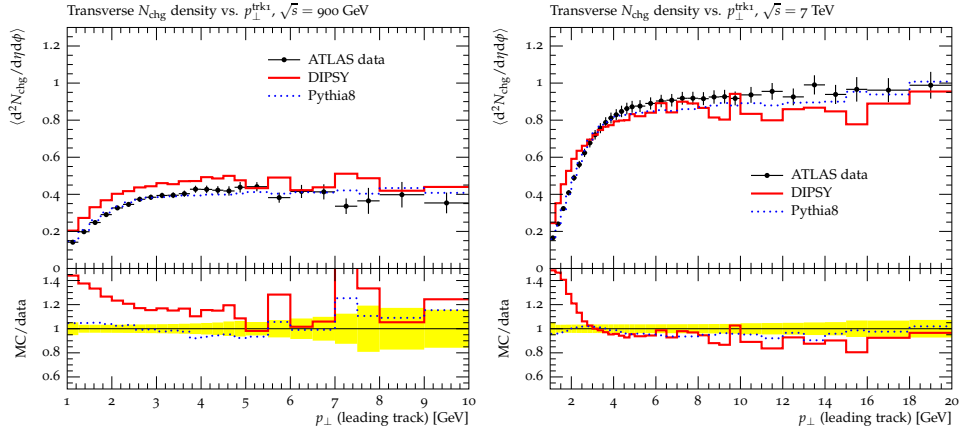 Transverse N_chg density vs. p_⊥^trk1, √s = 900 GeV
⟨d²N_chg/dηdϕ⟩
1
0.8
0.6
0.4
0.2
0
ATLAS data
DIPSY
Pythia8
MC/data
1.4
1.2
1
0.8
0.6
1 2 3 4 5 6 7 8 9 10
p_⊥ (leading track) [GeV]
Transverse N_chg density vs. p_⊥^trk1, √s = 7 TeV
⟨d²N_chg/dηdϕ⟩
1.2
1
0.8
0.6
0.4
0.2
0
ATLAS data
DIPSY
Pythia8
MC/data
1.4
1.2
1
0.8
0.6
2 4 6 8 10 12 14 16 18 20
p_⊥ (leading track) [GeV]